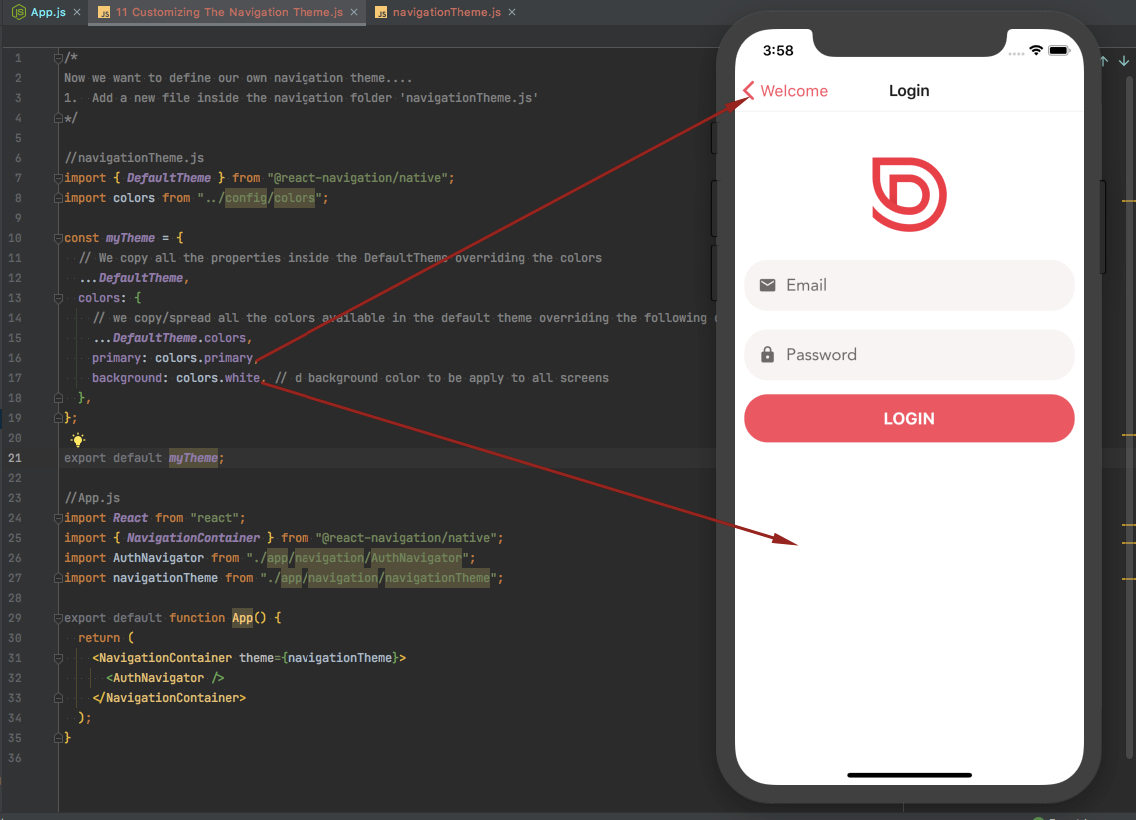 App.js
11 Customizing The Navigation Theme.js
navigationTheme.js
1 /*
2 Now we want to define our own navigation theme....
3 1.  Add a new file inside the navigation folder 'navigationTheme.js'
4 */
5
6 //navigationTheme.js
7 import { DefaultTheme } from "@react-navigation/native";
8 import colors from "../config/colors";
9
10 const myTheme = {
11   // We copy all the properties inside the DefaultTheme overriding the colors
12   ...DefaultTheme,
13   colors: {
14     // we copy/spread all the colors available in the default theme overriding the following
15     ...DefaultTheme.colors,
16     primary: colors.primary,
17     background: colors.white, // d background color to be apply to all screens
18   },
19 };
20
21 export default myTheme;
22
23 //App.js
24 import React from "react";
25 import { NavigationContainer } from "@react-navigation/native";
26 import AuthNavigator from "./app/navigation/AuthNavigator";
27 import navigationTheme from "./app/navigation/navigationTheme";
28
29 export default function App() {
30   return (
31     <NavigationContainer theme={navigationTheme}>
32       <AuthNavigator />
33     </NavigationContainer>
34   );
35 }
36
3:58
Welcome
Login
Email
Password
LOGIN